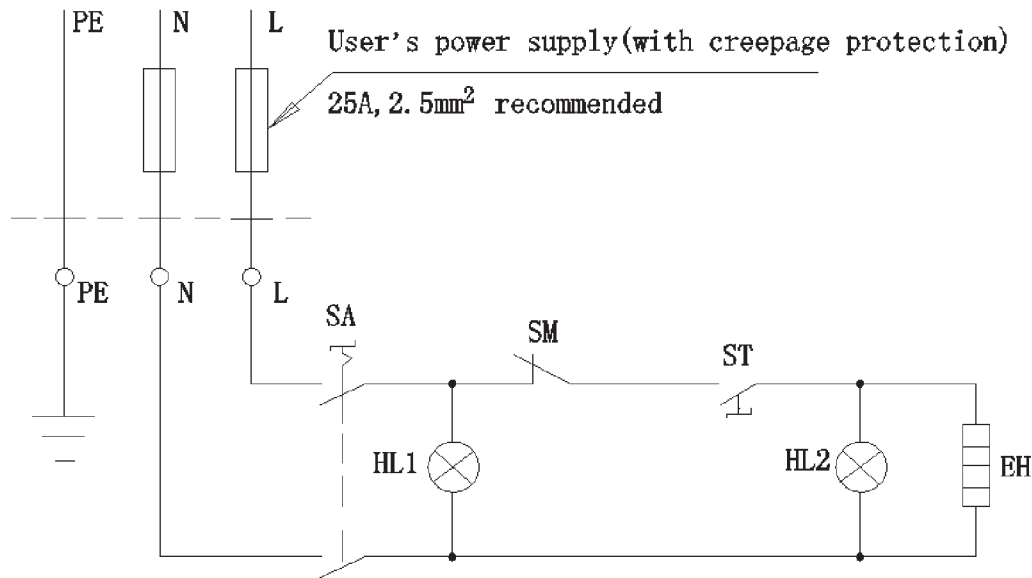 PE N L
User's power supply(with creepage protection)
25A, 2.5mm² recommended
PE N L
SA
SM
ST
HL1
HL2
EH